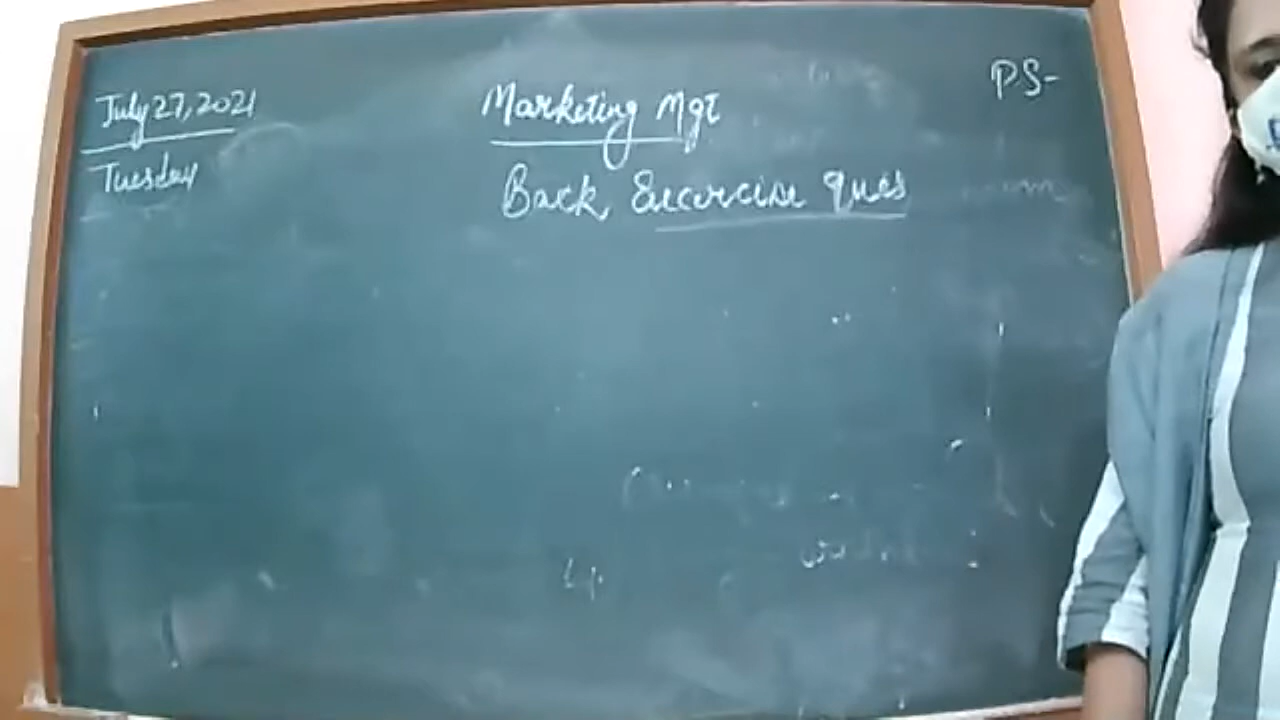 July 27, 2021
Tuesday
Marketing Mgt
Back Excercise Ques
PS-